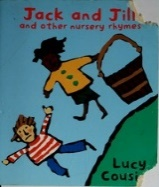 Jack and Jill
and other nursery rhymes
Lucy
Cousi